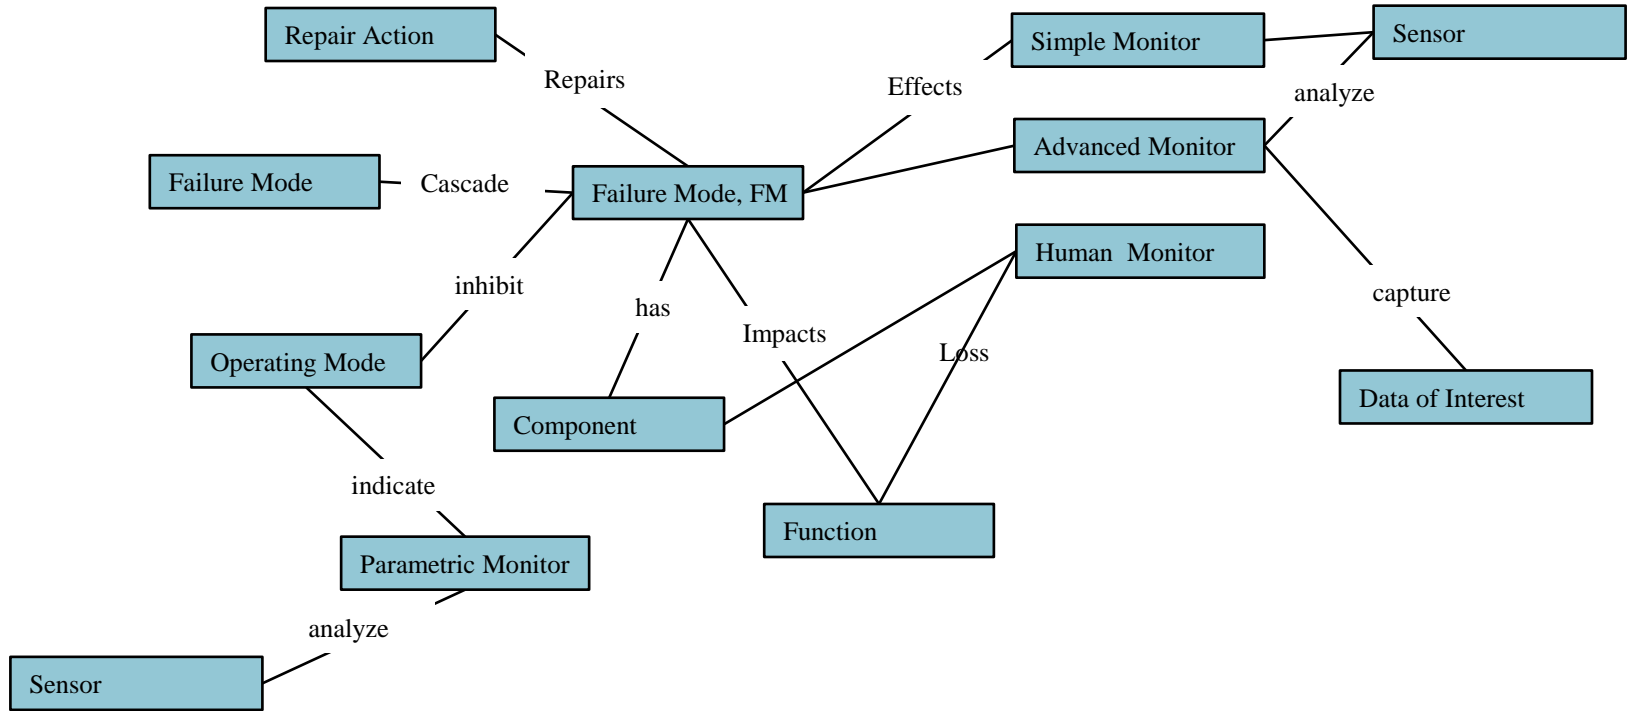 Repair Action
Simple Monitor
Sensor
Repairs
Effects
analyze
Advanced Monitor
Failure Mode
Cascade
Failure Mode, FM
Human  Monitor
inhibit
has
capture
Impacts
Loss
Operating Mode
Data of Interest
Component
indicate
Function
Parametric Monitor
analyze
Sensor